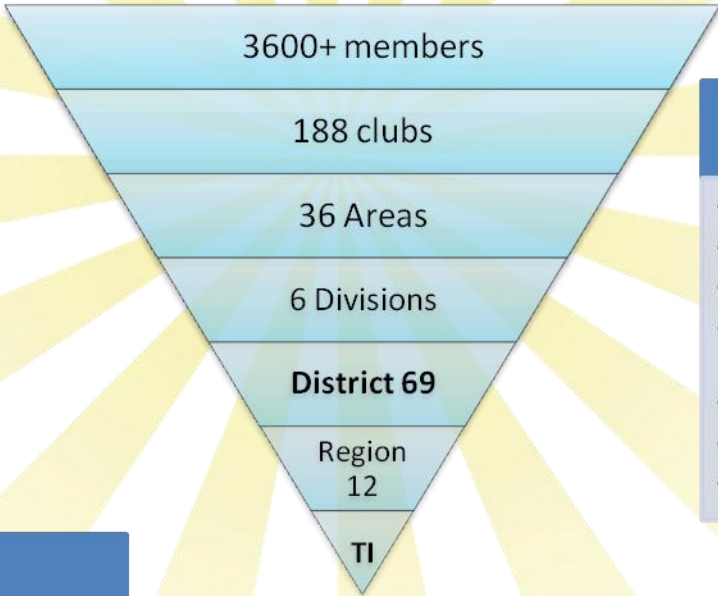 3600+ members
188 clubs
36 Areas
6 Divisions
District 69
Region
12
TI